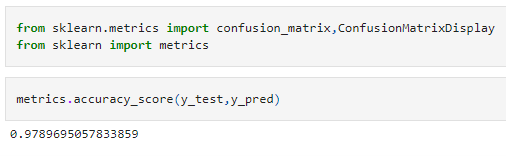 from sklearn.metrics import confusion_matrix,ConfusionMatrixDisplay
from sklearn import metrics
metrics.accuracy_score(y_test,y_pred)
0.9789695057833859